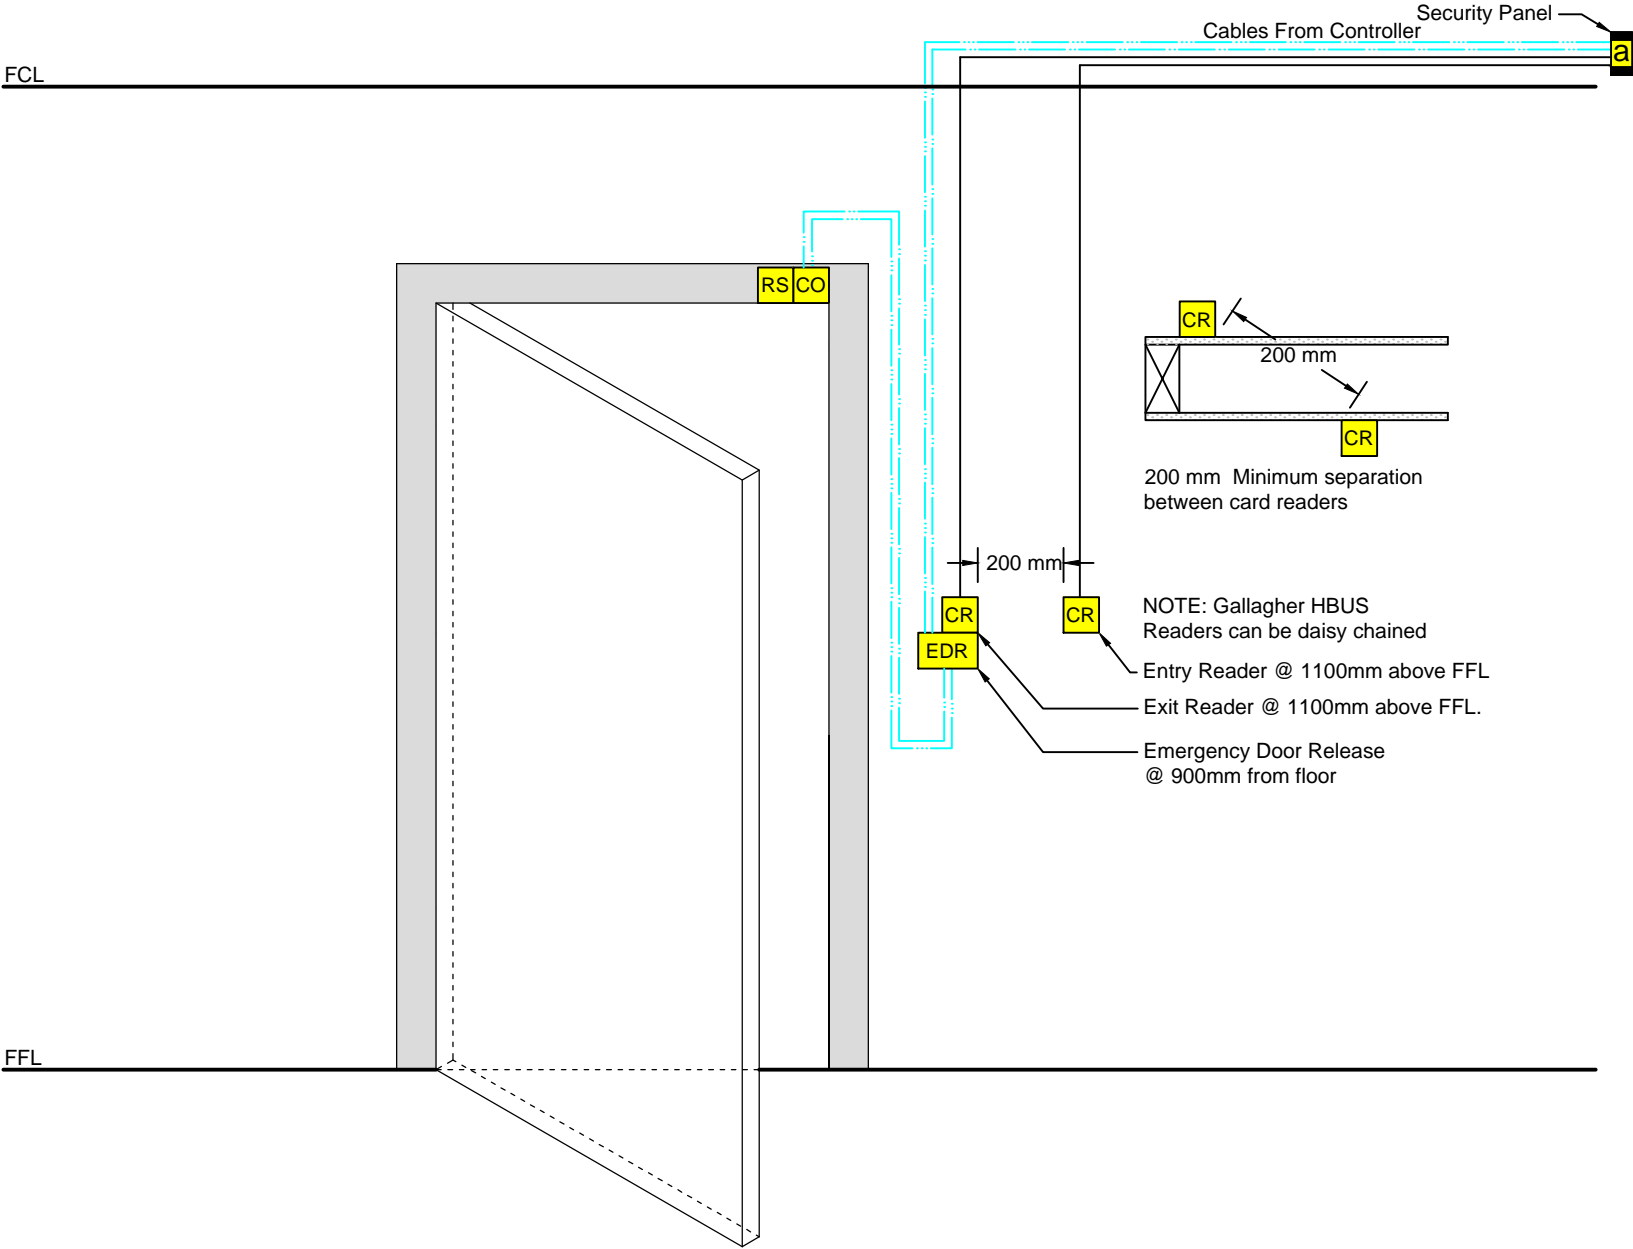 Security Panel
Cables From Controller
a
FCL
RS CO
CR
200 mm
CR
200 mm Minimum separation
between card readers
200 mm
CR
CR
NOTE: Gallagher HBUS
Readers can be daisy chained
EDR
Entry Reader @ 1100mm above FFL
Exit Reader @ 1100mm above FFL.
Emergency Door Release
@ 900mm from floor
FFL